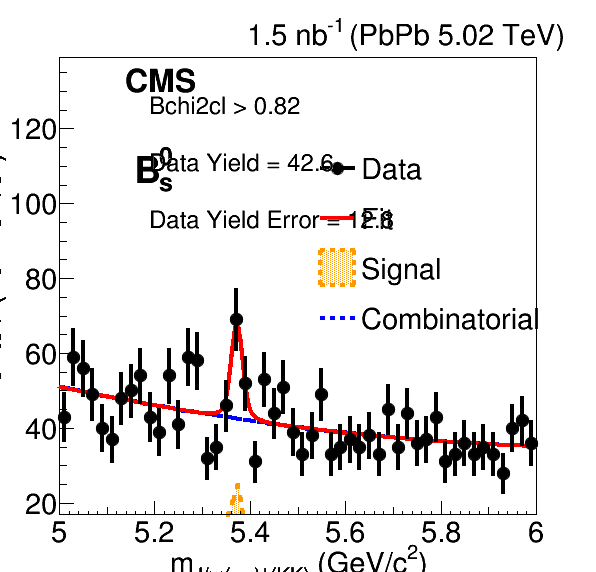 1.5 nb-1 (PbPb 5.02 TeV)
CMS
Bchi2cl > 0.82
Data Yield = 42.6
B0s
Data
Data Yield Error = 12.8
Fit
Signal
Combinatorial
120
100
80
60
40
20
5 5.2 5.4 5.6 5.8 6
m (GeV/c2)